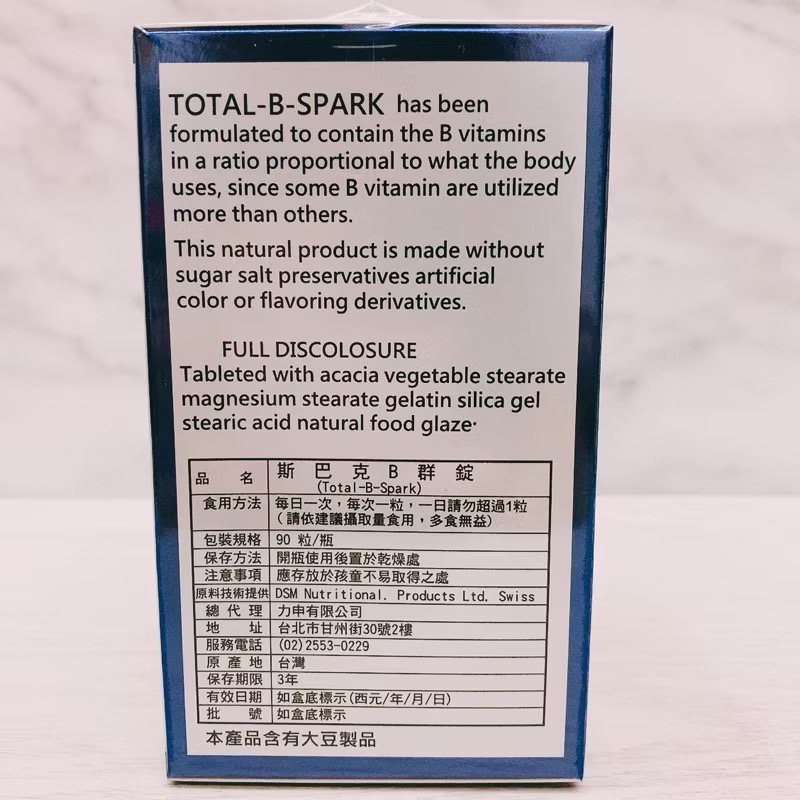 TOTAL-B-SPARK has been
formulated to contain the B vitamins
in a ratio proportional to what the body
uses, since some B vitamin are utilized
more than others.
This natural product is made without
sugar salt preservatives artificial
color or flavoring derivatives.
FULL DISCOLOSURE
Tableted with acacia vegetable stearate
magnesium stearate gelatin silica gel
stearic acid natural food glaze·
品 名 斯巴克B群錠
(Total-B-Spark)
食用方法 每日一次，每次一粒，一日請勿超過1粒
（請依建議攝取量食用，多食無益）
包裝規格 90 粒/瓶
保存方法 開瓶使用後置於乾燥處
注意事項 應存放於孩童不易取得之處
原料技術提供 DSM Nutritional. Products Ltd. Swiss
總代理 力申有限公司
地 址 台北市甘州街30號2樓
服務電話 (02)2553-0229
原產地 台灣
保存期限 3年
有效日期 如盒底標示(西元/年/月/日)
批 號 如盒底標示
本產品含有大豆製品